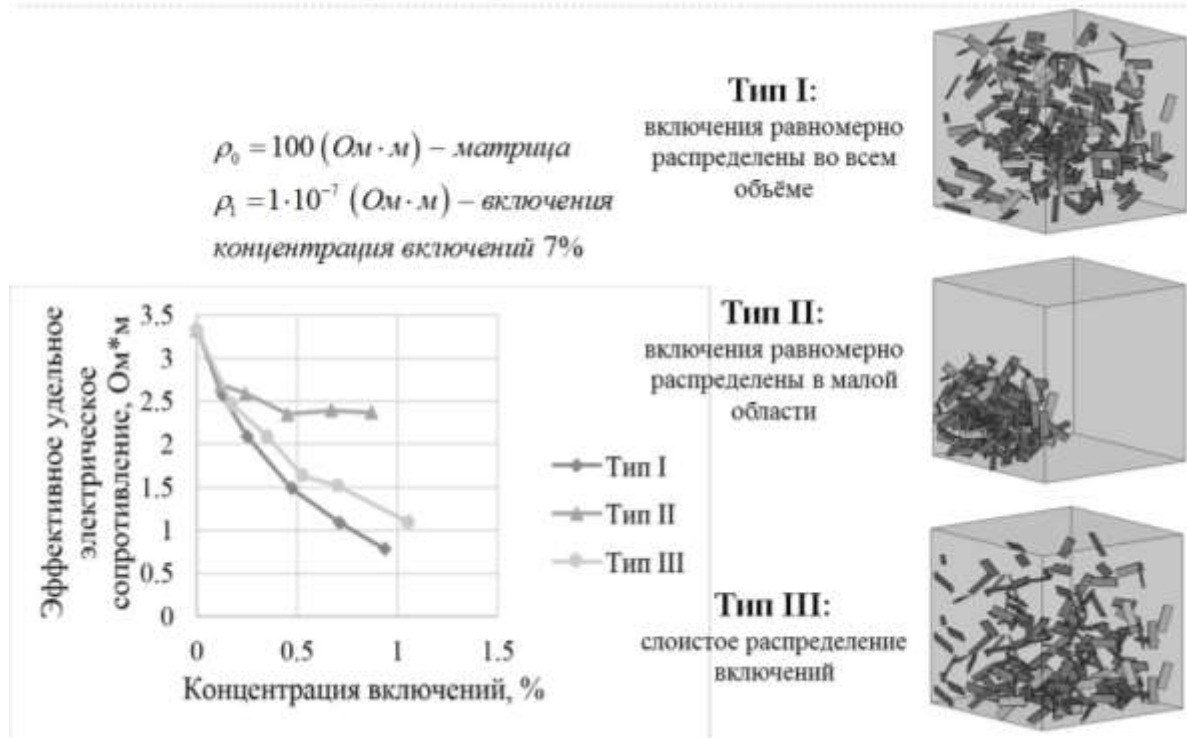 ρ₀ = 100 (Ом · м) – матрица
ρ₁ = 1·10⁻⁷ (Ом · м) – включения
концентрация включений 7%
Тип I:
включения равномерно
распределены во всем
объёме
Тип II:
включения равномерно
распределены в малой
области
Тип III:
слоистое распределение
включений
Эффективное удельное
электрическое
сопротивление, Ом*м
3.5
3
2.5
2
1.5
1
0.5
0
0
0.5
1
1.5
Концентрация включений, %
Тип I
Тип II
Тип III